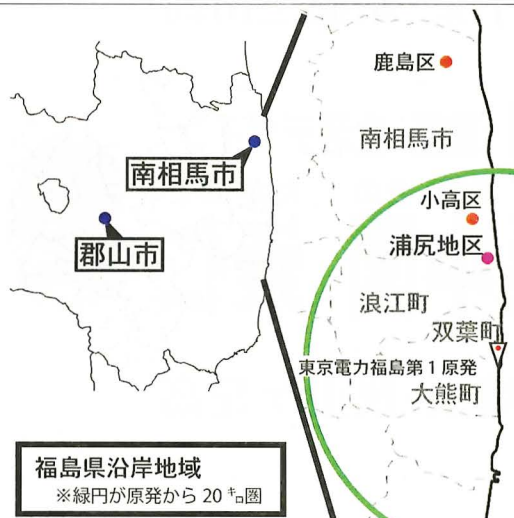 南相馬市
郡山市
鹿島区
南相馬市
小高区
浦尻地区
浪江町
双葉町
東京電力福島第1原発
大熊町
福島県沿岸地域
※緑円が原発から 20 ㌔圏